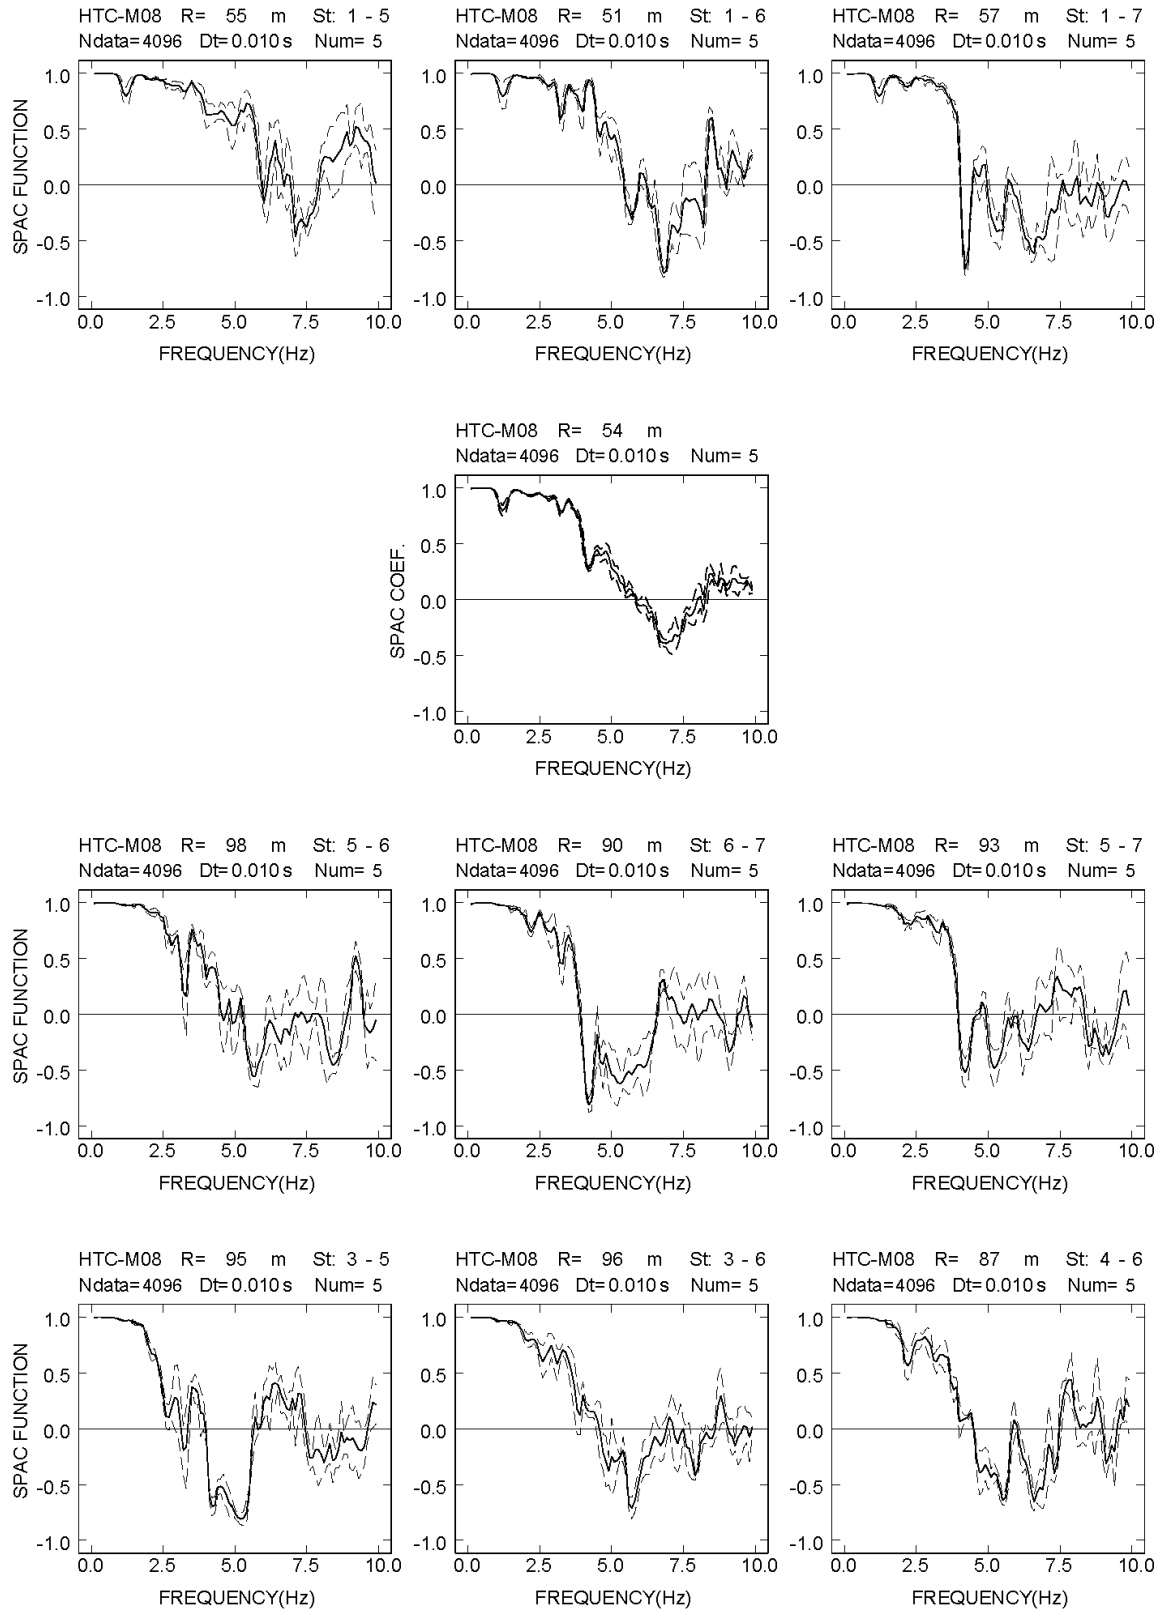 HTC-M08 R= 55 m St: 1 - 5
Ndata=4096 Dt=0.010 s Num= 5
HTC-M08 R= 51 m St: 1 - 6
Ndata=4096 Dt=0.010 s Num= 5
HTC-M08 R= 57 m St: 1 - 7
Ndata=4096 Dt=0.010 s Num= 5
SPAC FUNCTION
1.0
0.5
0.0
-0.5
-1.0
0.0 2.5 5.0 7.5 10.0
FREQUENCY(Hz)
1.0
0.5
0.0
-0.5
-1.0
0.0 2.5 5.0 7.5 10.0
FREQUENCY(Hz)
1.0
0.5
0.0
-0.5
-1.0
0.0 2.5 5.0 7.5 10.0
FREQUENCY(Hz)
HTC-M08 R= 54 m
Ndata=4096 Dt=0.010 s Num= 5
SPAC COEF.
1.0
0.5
0.0
-0.5
-1.0
0.0 2.5 5.0 7.5 10.0
FREQUENCY(Hz)
HTC-M08 R= 98 m St: 5 - 6
Ndata=4096 Dt=0.010 s Num= 5
HTC-M08 R= 90 m St: 6 - 7
Ndata=4096 Dt=0.010 s Num= 5
HTC-M08 R= 93 m St: 5 - 7
Ndata=4096 Dt=0.010 s Num= 5
SPAC FUNCTION
1.0
0.5
0.0
-0.5
-1.0
0.0 2.5 5.0 7.5 10.0
FREQUENCY(Hz)
1.0
0.5
0.0
-0.5
-1.0
0.0 2.5 5.0 7.5 10.0
FREQUENCY(Hz)
1.0
0.5
0.0
-0.5
-1.0
0.0 2.5 5.0 7.5 10.0
FREQUENCY(Hz)
HTC-M08 R= 95 m St: 3 - 5
Ndata=4096 Dt=0.010 s Num= 5
HTC-M08 R= 96 m St: 3 - 6
Ndata=4096 Dt=0.010 s Num= 5
HTC-M08 R= 87 m St: 4 - 6
Ndata=4096 Dt=0.010 s Num= 5
SPAC FUNCTION
1.0
0.5
0.0
-0.5
-1.0
0.0 2.5 5.0 7.5 10.0
FREQUENCY(Hz)
1.0
0.5
0.0
-0.5
-1.0
0.0 2.5 5.0 7.5 10.0
FREQUENCY(Hz)
1.0
0.5
0.0
-0.5
-1.0
0.0 2.5 5.0 7.5 10.0
FREQUENCY(Hz)